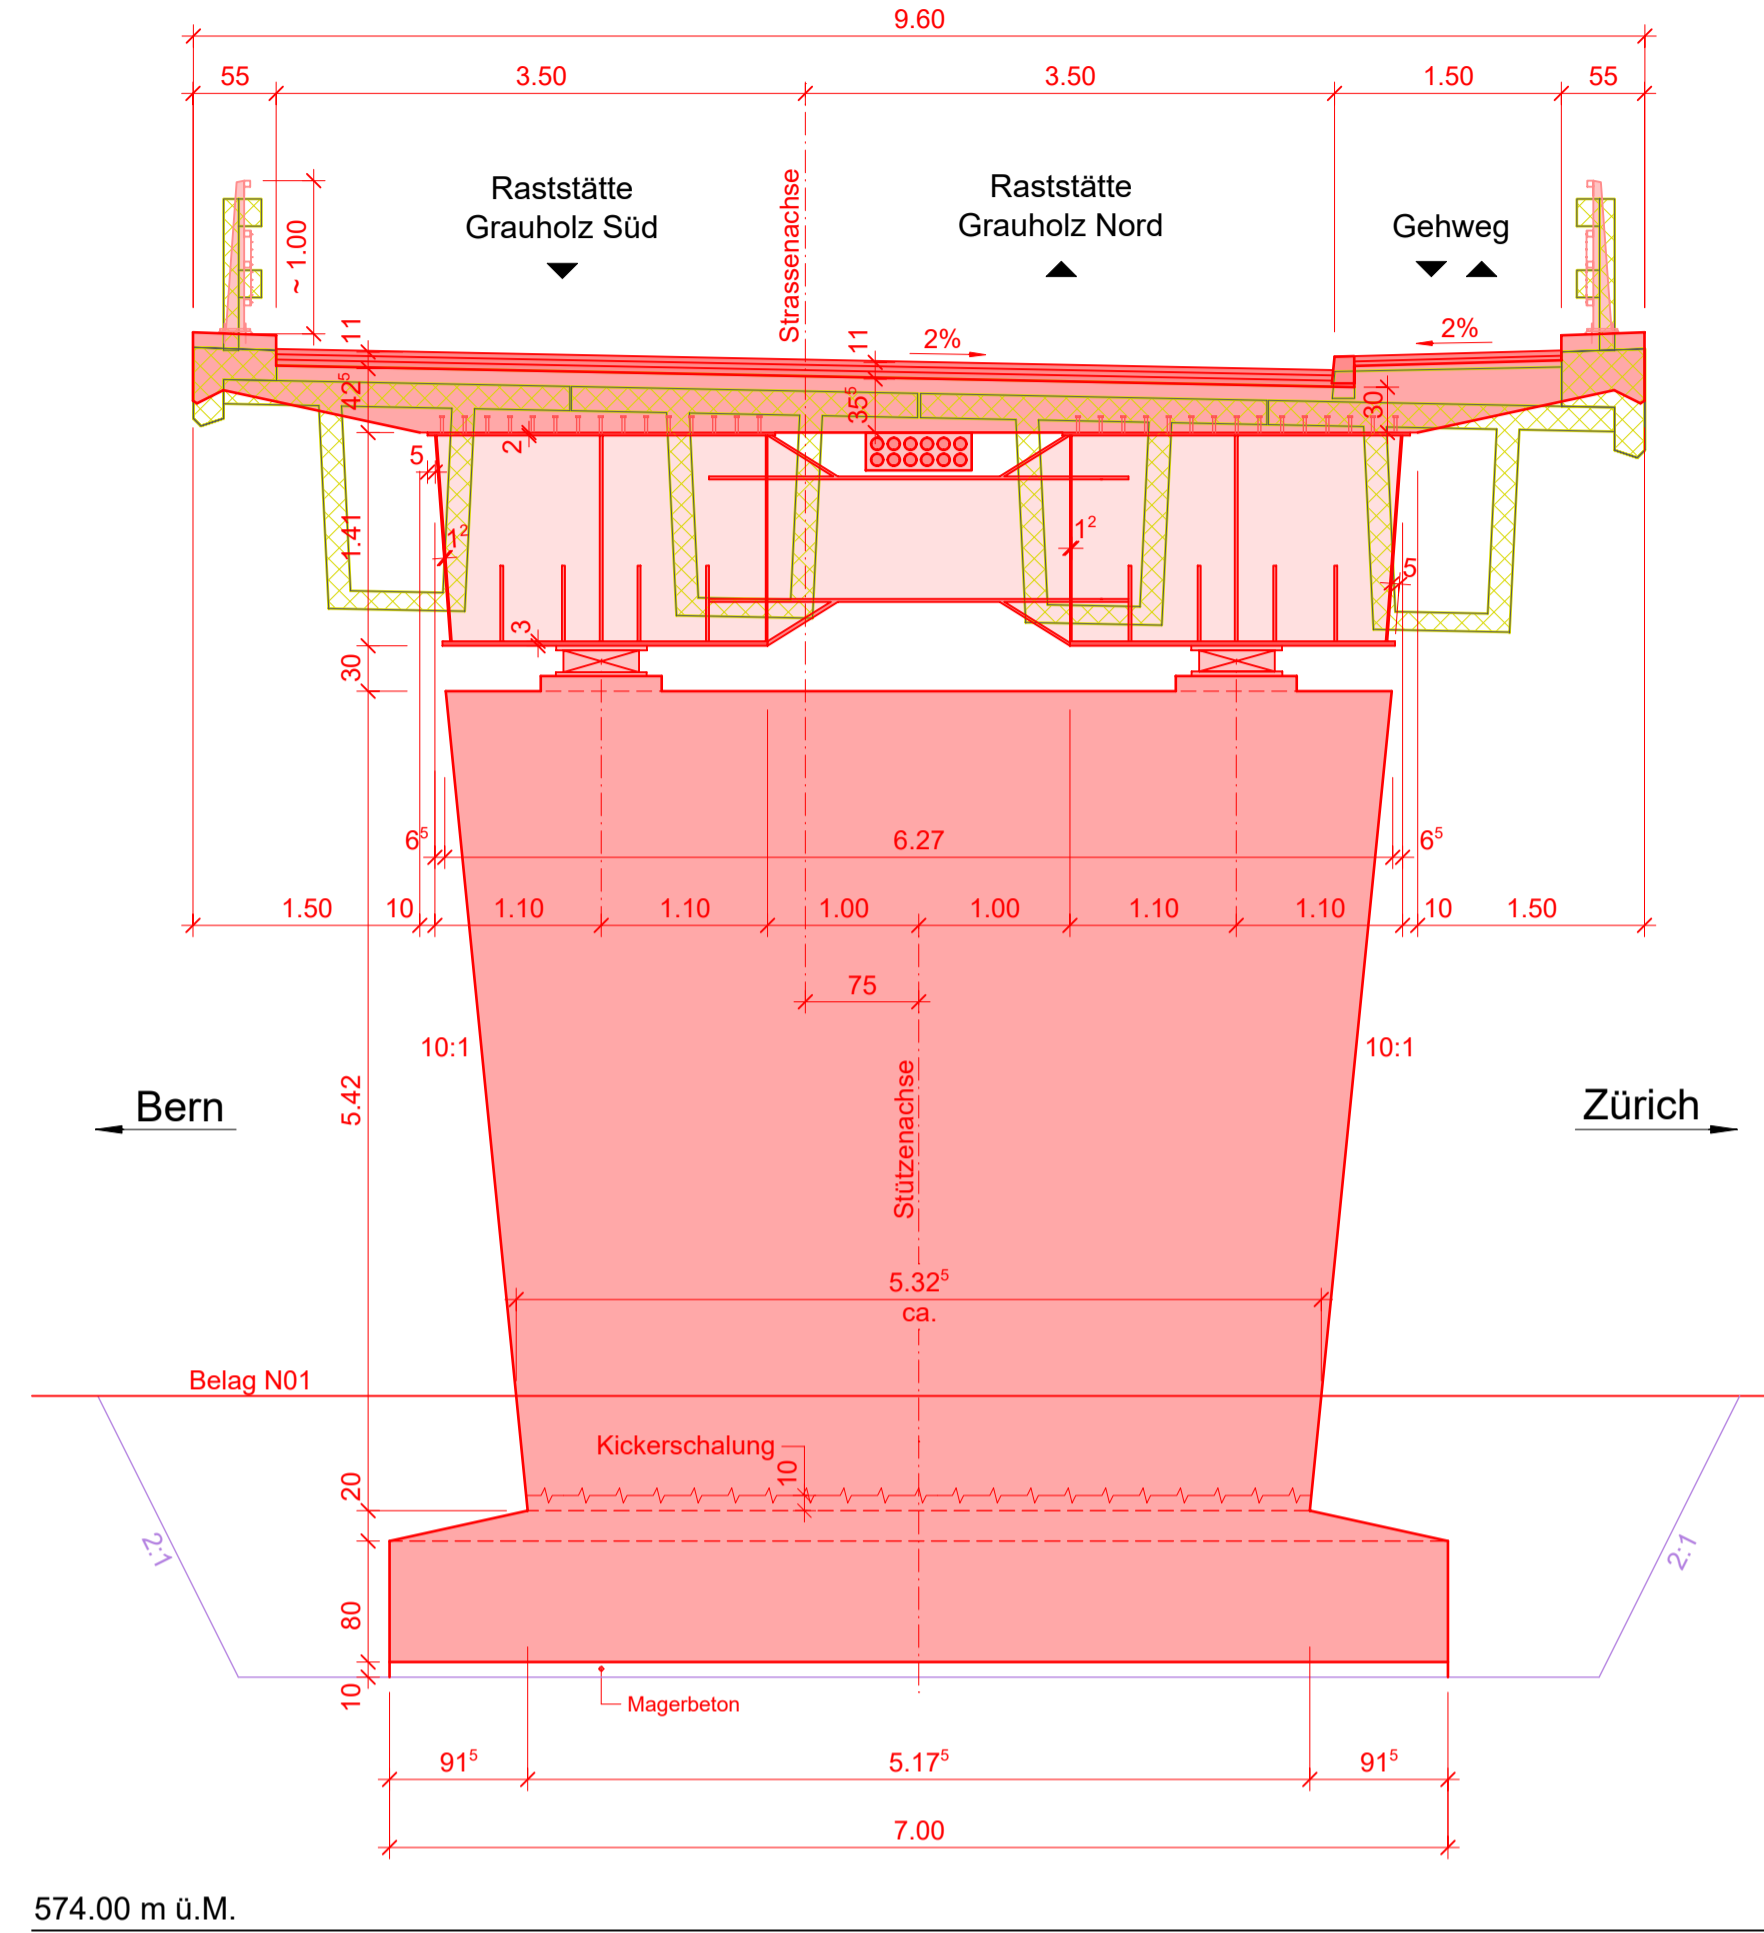 9.60
55 3.50 3.50 1.50 55
Raststätte
Grauholz Süd
Strassenachse
Raststätte
Grauholz Nord
Gehweg
~ 1.00
11
42⁵
11
35⁵
2%
2%
30
2
5
1.41
1²
1²
5
3
30
6⁵ 6.27 6⁵
1.50 10 1.10 1.10 1.00 1.00 1.10 1.10 10 1.50
75
10:1
10:1
Bern
5.42
Stützenachse
Zürich
5.32⁵
ca.
Belag N01
Kickerschalung
10
20
2:1
2:1
80
10
Magerbeton
91⁵ 5.17⁵ 91⁵
7.00
574.00 m ü.M.